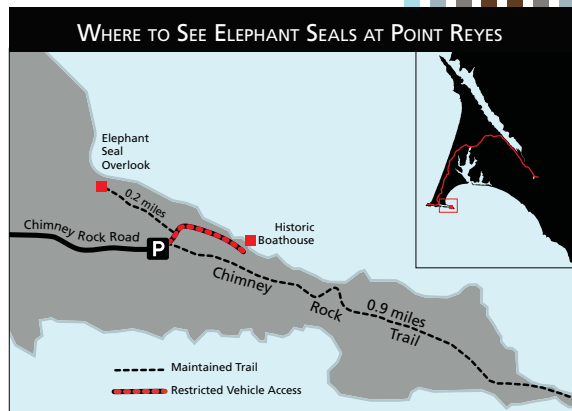 WHERE TO SEE ELEPHANT SEALS AT POINT REYES
Elephant
Seal
Overlook
0.2 miles
Historic
Boathouse
Chimney Rock Road
P
Chimney
Rock
0.9 miles
Trail
Maintained Trail
Restricted Vehicle Access